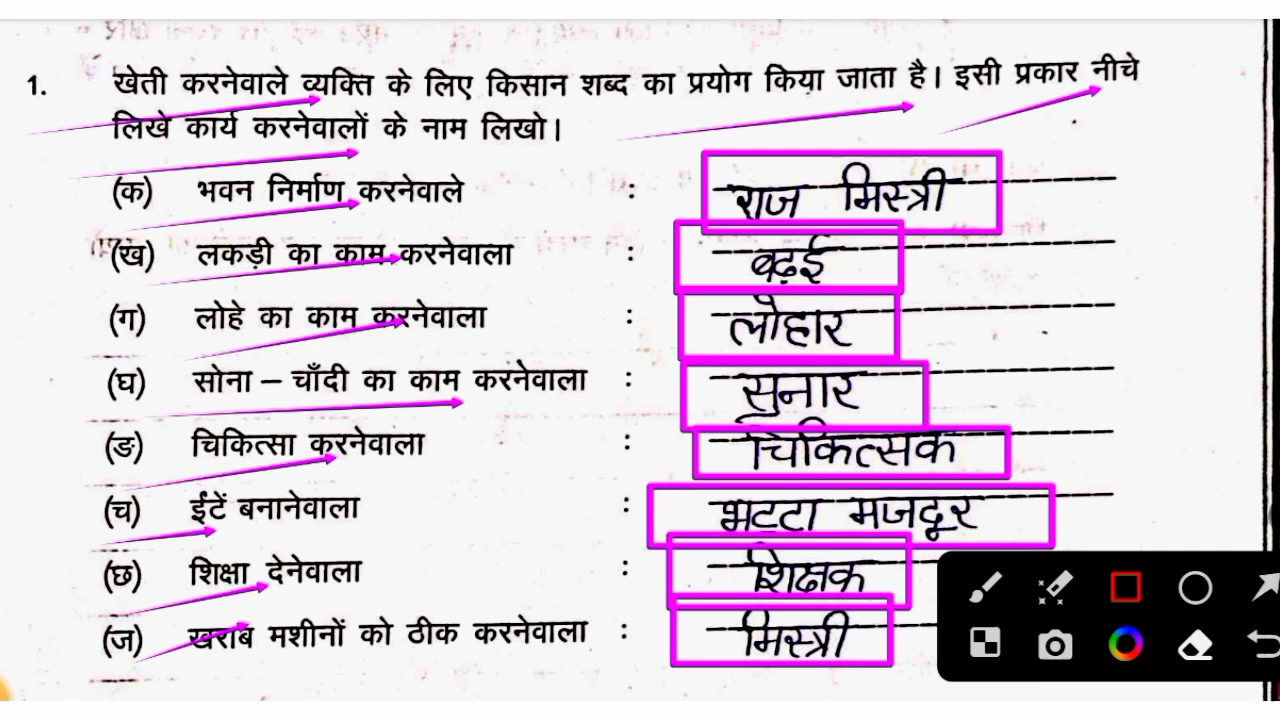 1. खेती करनेवाले व्यक्ति के लिए किसान शब्द का प्रयोग किया जाता है। इसी प्रकार नीचे
लिखे कार्य करनेवालों के नाम लिखो।
(क) भवन निर्माण करनेवाले : राज मिस्त्री
(ख) लकड़ी का काम करनेवाला : बढ़ई
(ग) लोहे का काम करनेवाला : लोहार
(घ) सोना – चाँदी का काम करनेवाला : सुनार
(ङ) चिकित्सा करनेवाला : चिकित्सक
(च) ईंटें बनानेवाला : भट्टा मजदूर
(छ) शिक्षा देनेवाला : शिक्षक
(ज) खराब मशीनों को ठीक करनेवाला : मिस्त्री